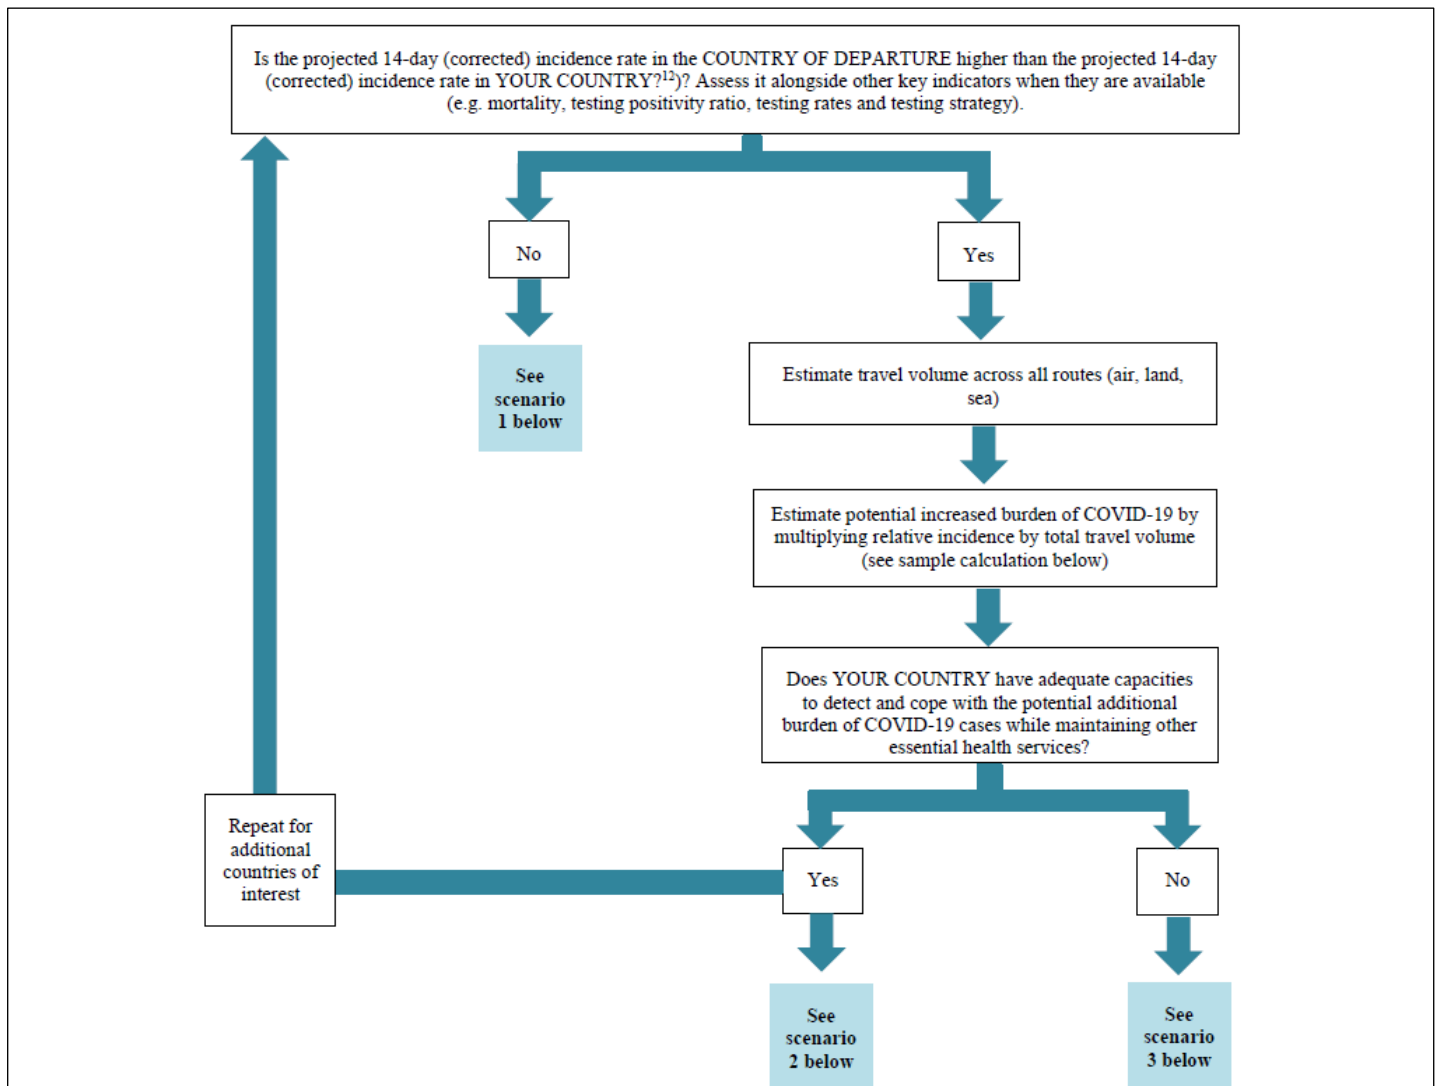 Is the projected 14-day (corrected) incidence rate in the COUNTRY OF DEPARTURE higher than the projected 14-day
(corrected) incidence rate in YOUR COUNTRY?¹²)? Assess it alongside other key indicators when they are available
(e.g. mortality, testing positivity ratio, testing rates and testing strategy).
No
Yes
See
scenario
1 below
Estimate travel volume across all routes (air, land,
sea)
Estimate potential increased burden of COVID-19 by
multiplying relative incidence by total travel volume
(see sample calculation below)
Does YOUR COUNTRY have adequate capacities
to detect and cope with the potential additional
burden of COVID-19 cases while maintaining other
essential health services?
Repeat for
additional
countries of
interest
Yes
No
See
scenario
2 below
See
scenario
3 below